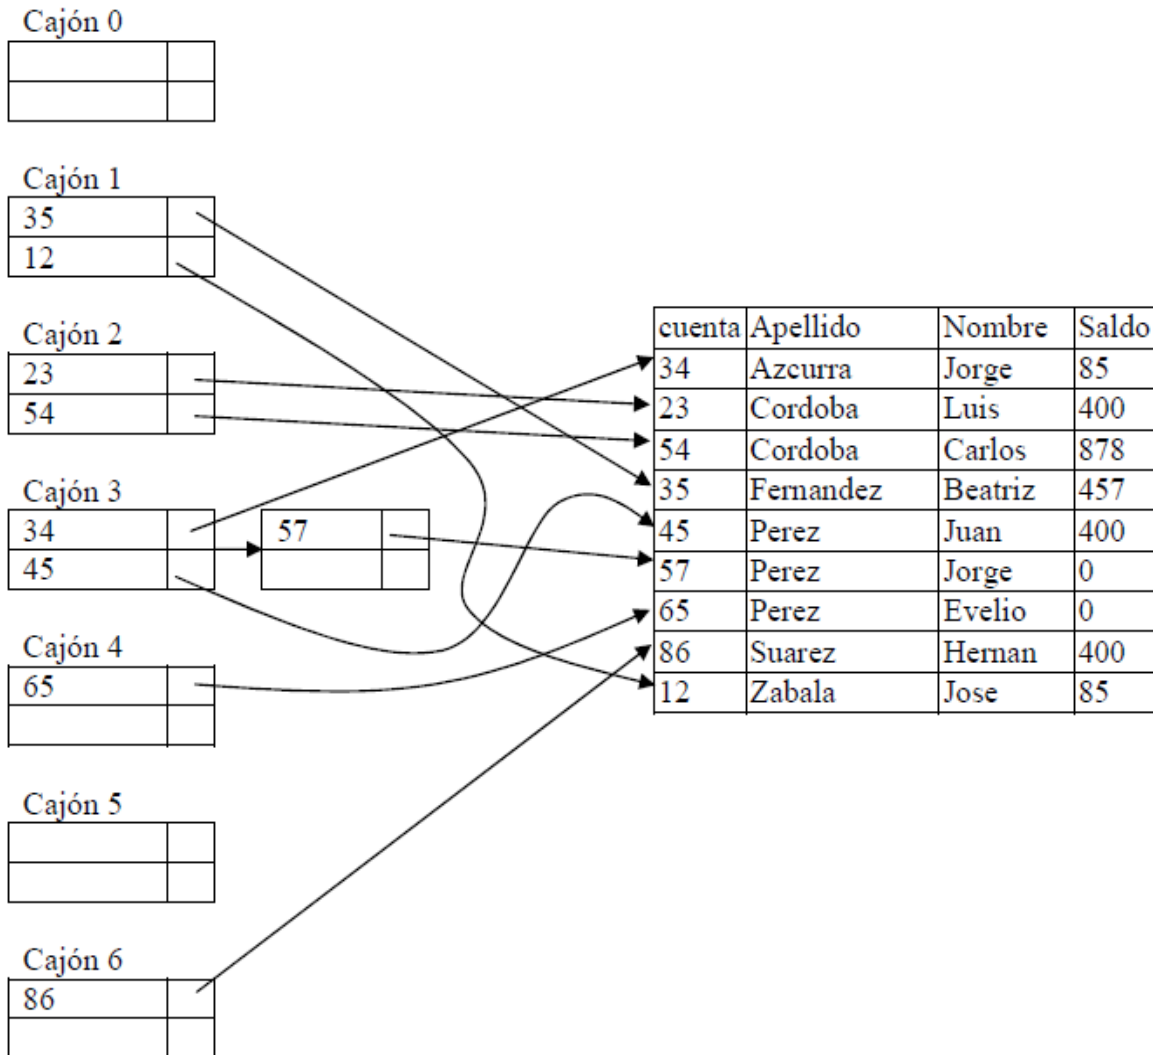 Cajón 0
Cajón 1
35
12
Cajón 2
23
54
Cajón 3
34
45
57
Cajón 4
65
Cajón 5
Cajón 6
86
cuenta Apellido Nombre Saldo
34 Azcurra Jorge 85
23 Cordoba Luis 400
54 Cordoba Carlos 878
35 Fernandez Beatriz 457
45 Perez Juan 400
57 Perez Jorge 0
65 Perez Evelio 0
86 Suarez Hernan 400
12 Zabala Jose 85